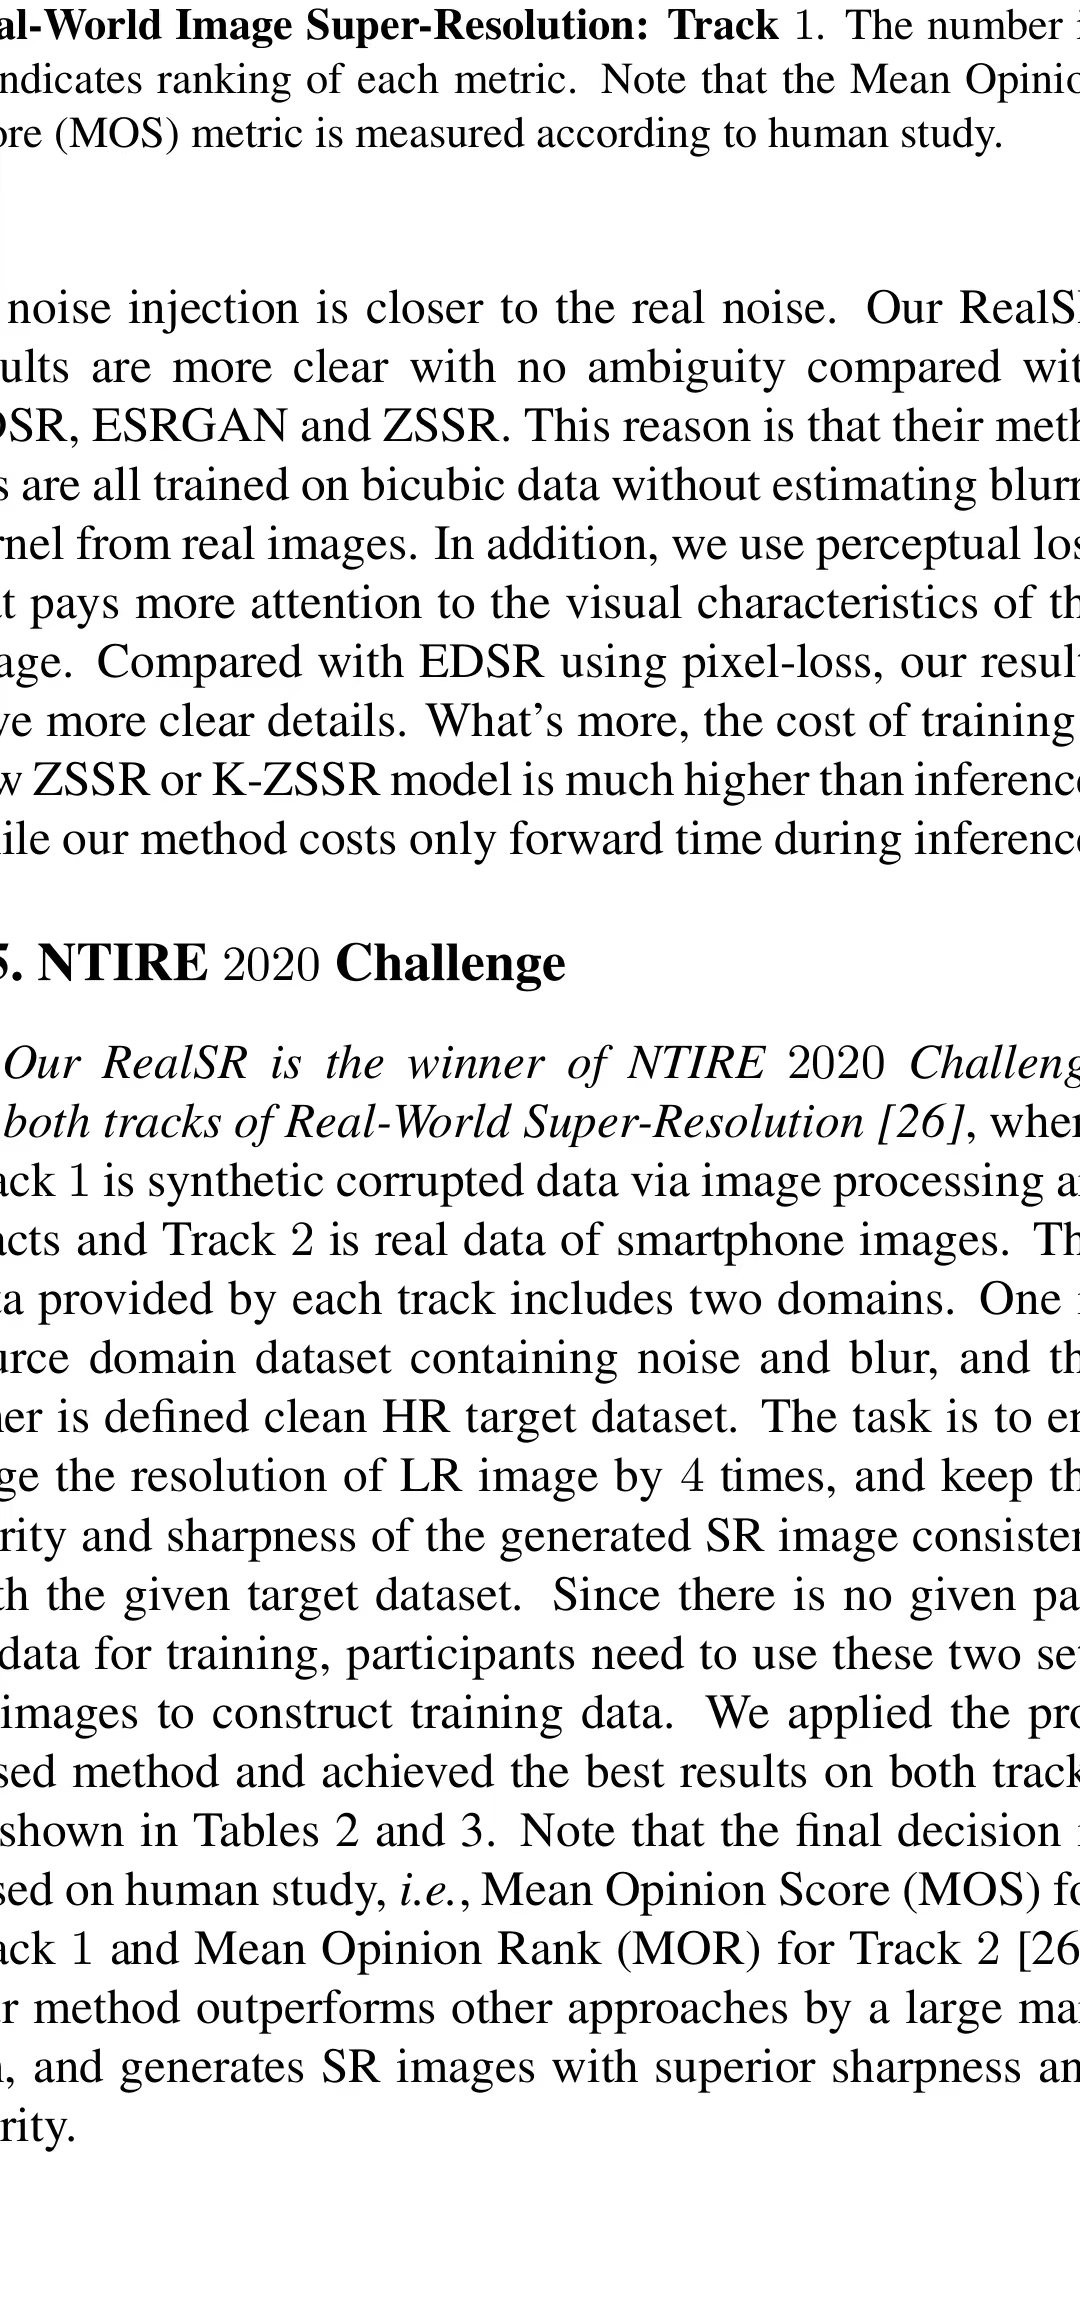 al-World Image Super-Resolution: Track 1. The number i
ndicates ranking of each metric. Note that the Mean Opinio
ore (MOS) metric is measured according to human study.
noise injection is closer to the real noise. Our RealS
ults are more clear with no ambiguity compared wit
DSR, ESRGAN and ZSSR. This reason is that their meth
s are all trained on bicubic data without estimating blurr
rnel from real images. In addition, we use perceptual los
at pays more attention to the visual characteristics of th
age. Compared with EDSR using pixel-loss, our result
ve more clear details. What's more, the cost of training
w ZSSR or K-ZSSR model is much higher than inference
ile our method costs only forward time during inference
5. NTIRE 2020 Challenge
Our RealSR is the winner of NTIRE 2020 Challeng
both tracks of Real-World Super-Resolution [26], wher
ack 1 is synthetic corrupted data via image processing ar
acts and Track 2 is real data of smartphone images. Th
ta provided by each track includes two domains. One i
urce domain dataset containing noise and blur, and th
her is defined clean HR target dataset. The task is to en
ge the resolution of LR image by 4 times, and keep th
rity and sharpness of the generated SR image consisten
th the given target dataset. Since there is no given pa
data for training, participants need to use these two set
images to construct training data. We applied the pro
sed method and achieved the best results on both track
shown in Tables 2 and 3. Note that the final decision i
sed on human study, i.e., Mean Opinion Score (MOS) fo
ack 1 and Mean Opinion Rank (MOR) for Track 2 [26
r method outperforms other approaches by a large mar
n, and generates SR images with superior sharpness an
rity.